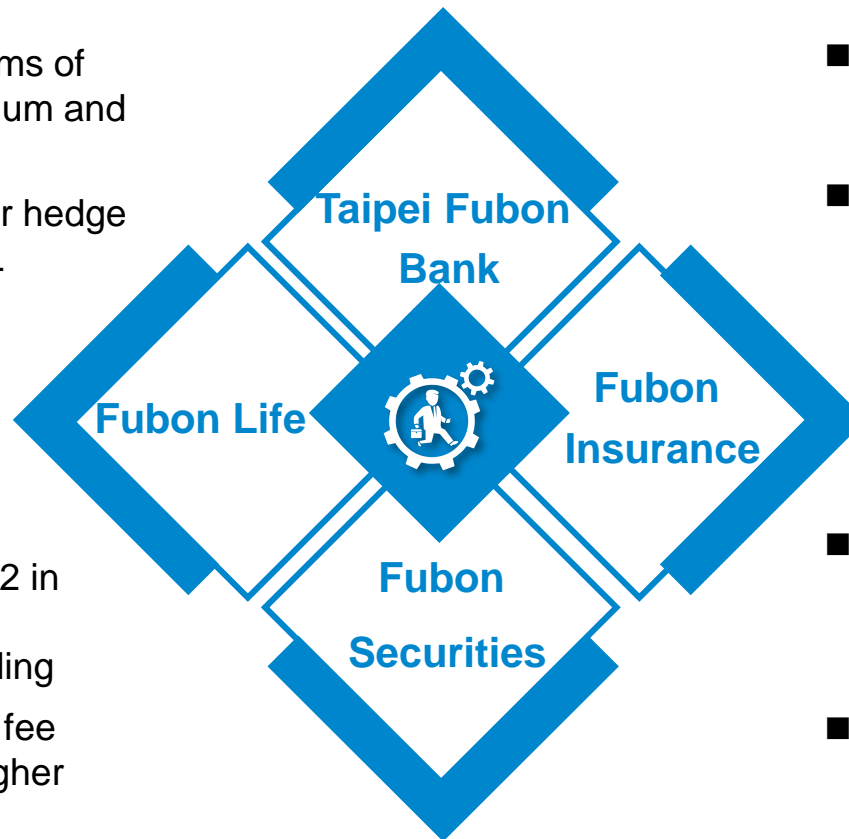 ms of
um and
r hedge
Taipei Fubon
Bank
Fubon Life
Fubon
Insurance
2 in
ling
fee
gher
Fubon
Securities